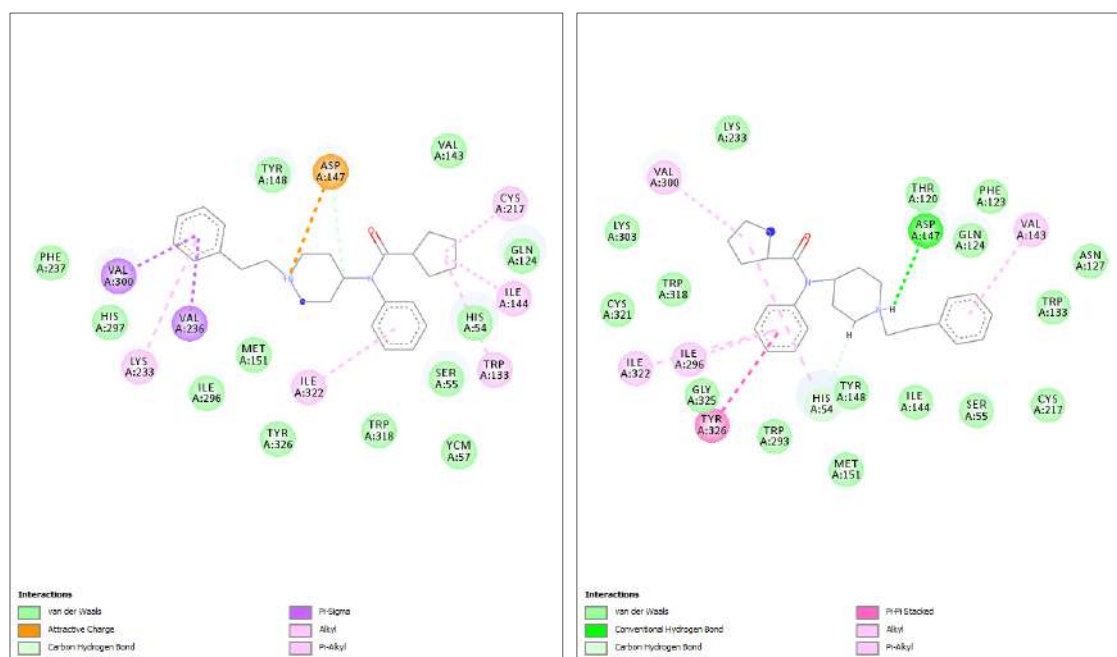 VAL
A:143
TYR
A:148
ASP
A:147
CYS
A:217
GLN
A:124
PHE
A:237
VAL
A:300
ILE
A:144
HIS
A:297
VAL
A:236
HIS
A:54
MET
A:151
LYS
A:233
TRP
A:133
ILE
A:296
ILE
A:322
SER
A:55
TYR
A:326
TRP
A:318
YCM
A:57
Interactions
van der Waals
Attractive Charge
Carbon Hydrogen Bond
Pi-Sigma
Alkyl
Pi-Alkyl
LYS
A:233
VAL
A:300
THR
A:120
PHE
A:123
LYS
A:303
ASP
A:147
GLN
A:124
VAL
A:143
ASN
A:127
TRP
A:318
CYS
A:321
TRP
A:133
N
N
H
H
ILE
A:322
ILE
A:296
GLY
A:325
TYR
A:326
HIS
A:54
TYR
A:148
ILE
A:144
SER
A:55
CYS
A:217
TRP
A:293
MET
A:151
Interactions
van der Waals
Conventional Hydrogen Bond
Carbon Hydrogen Bond
Pi-Pi Stacked
Alkyl
Pi-Alkyl